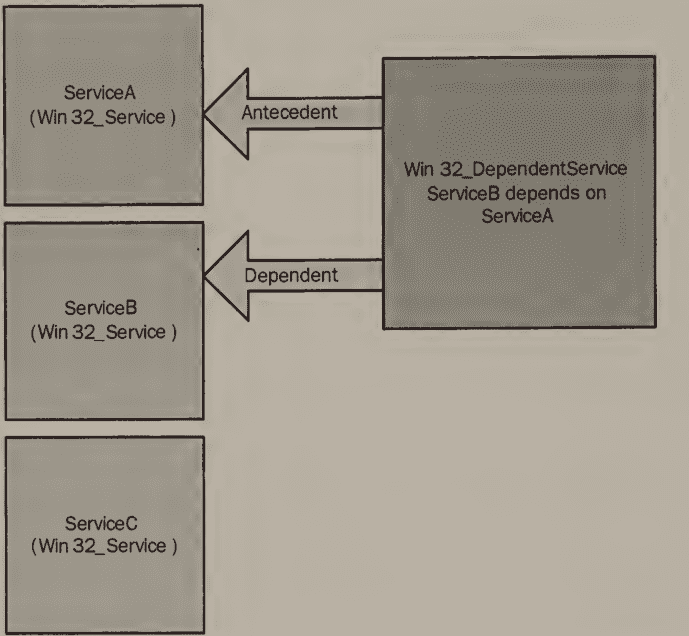 ServiceA
(Win 32_Service )
Antecedent
Win 32_DependentService
ServiceB depends on
ServiceA
Dependent
ServiceB
(Win 32_Service )
ServiceC
(Win 32_Service )